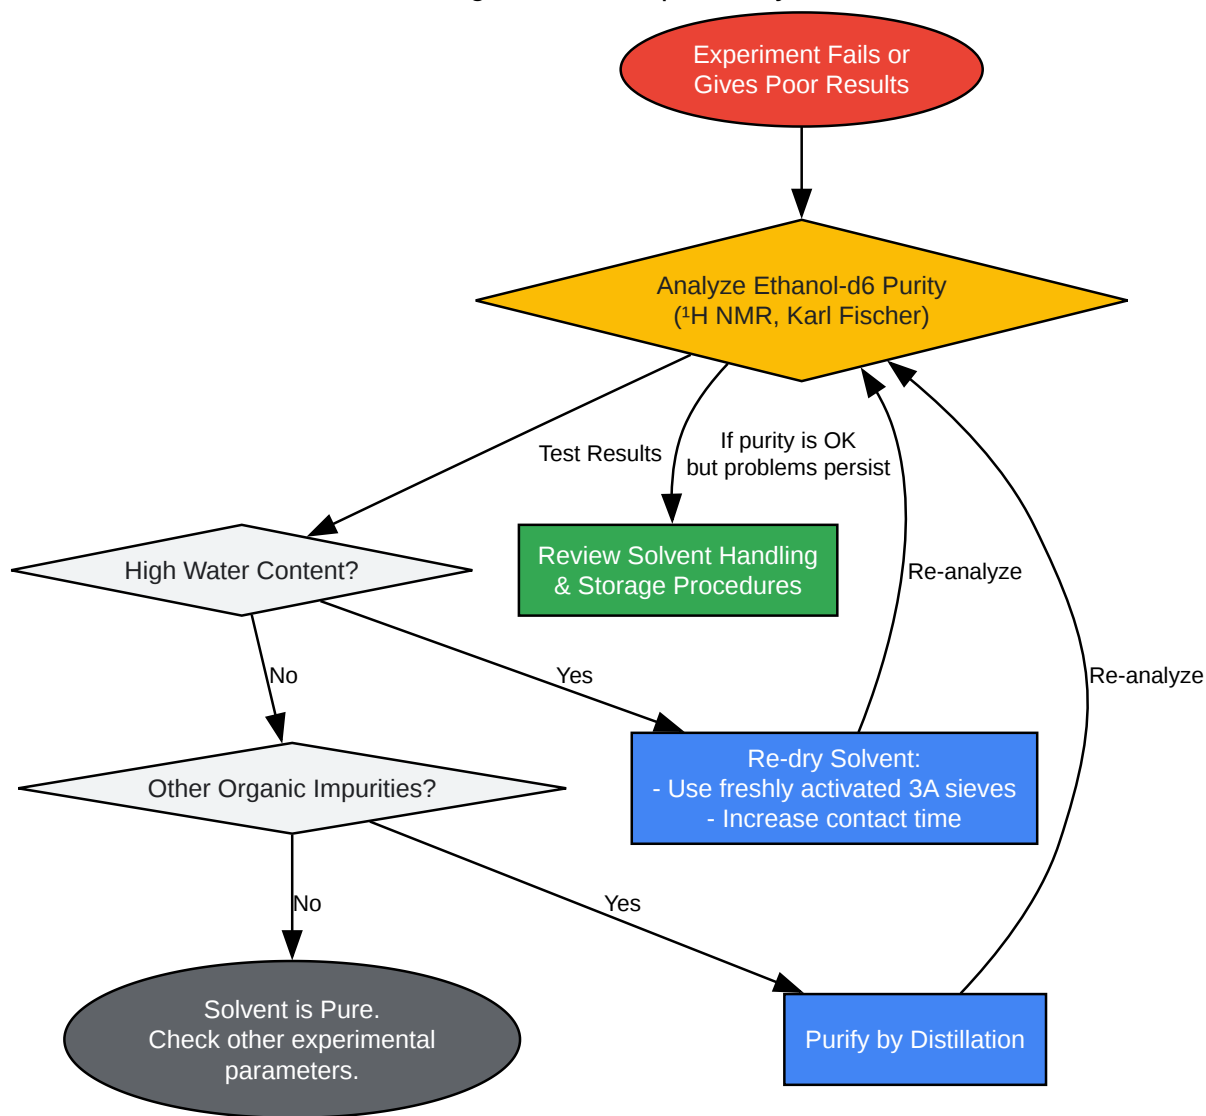 Experiment Fails or
Gives Poor Results
Analyze Ethanol-d6 Purity
(¹H NMR, Karl Fischer)
Test Results
If purity is OK
but problems persist
High Water Content?
Review Solvent Handling
& Storage Procedures
Re-analyze
No
Yes
Re-analyze
Other Organic Impurities?
Re-dry Solvent:
- Use freshly activated 3A sieves
- Increase contact time
No
Yes
Solvent is Pure.
Check other experimental
parameters.
Purify by Distillation